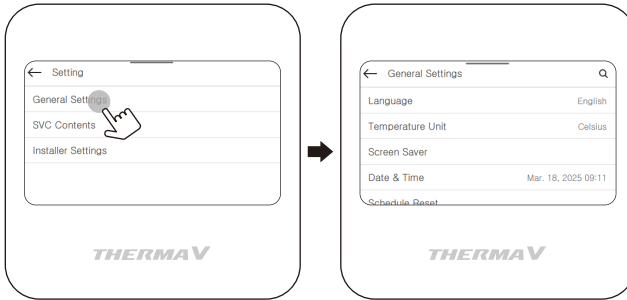 Setting
General Settings
SVC Contents
Installer Settings
THERMAV
General Settings
Language English
Temperature Unit Celsius
Screen Saver
Date & Time Mar. 18, 2025 09:11
Schedule Reset
THERMAV